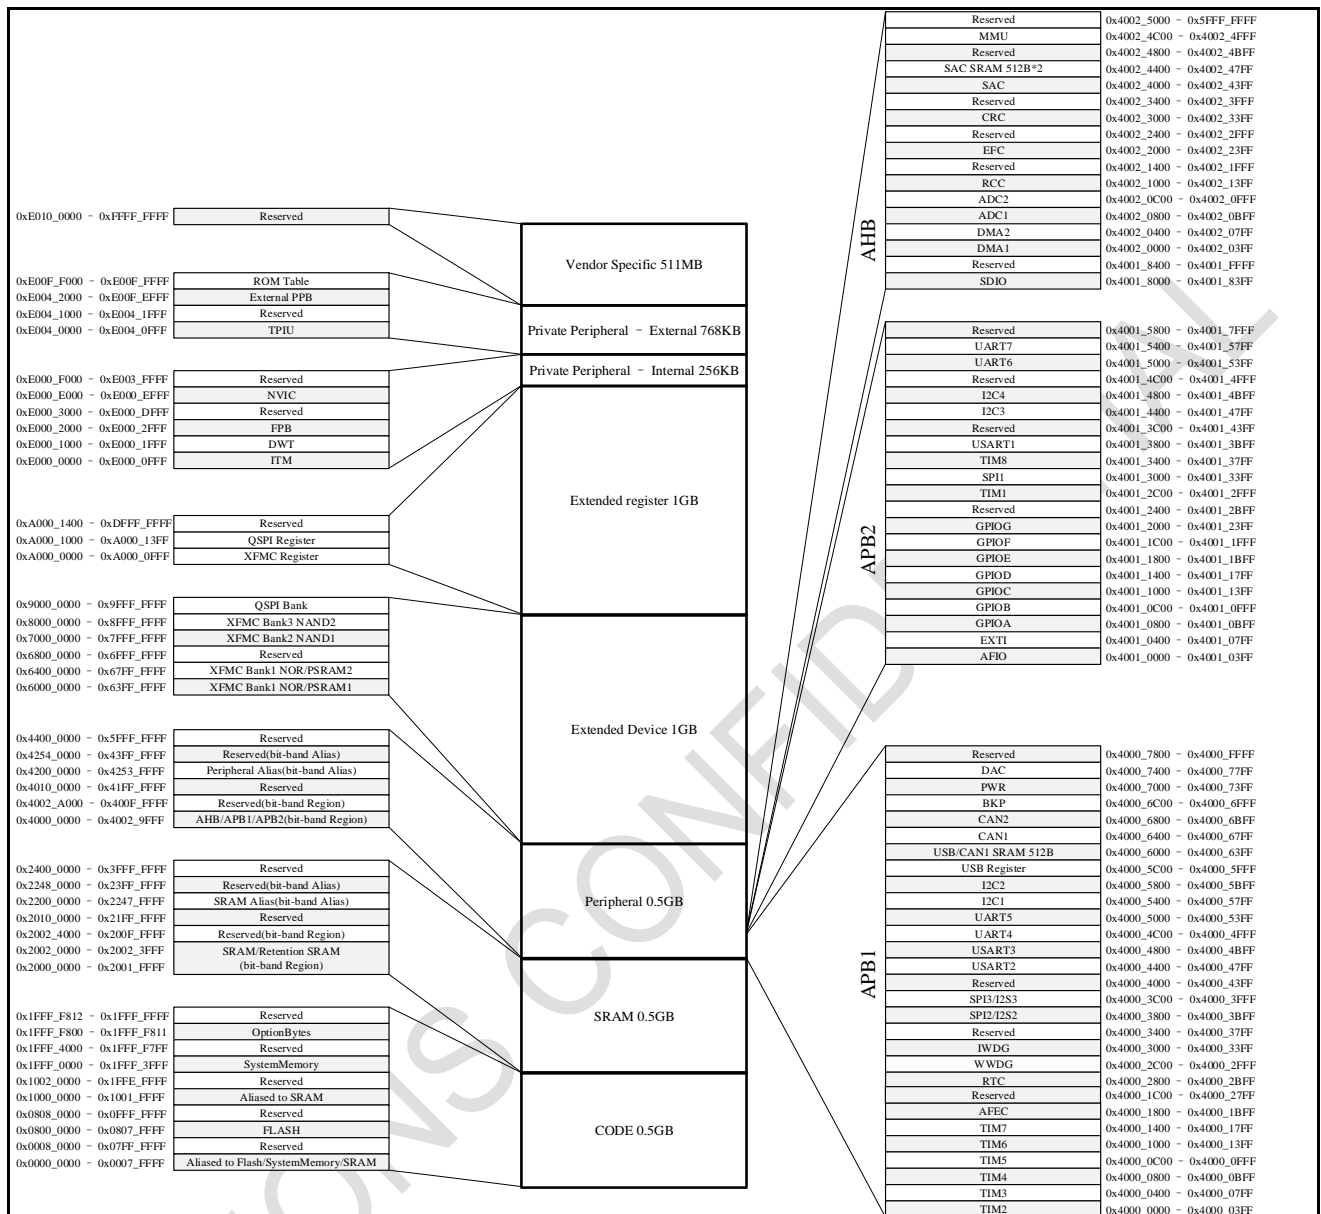 0xE010_0000 - 0xFFFF_FFFF Reserved
0xE00F_F000 - 0xE00F_FFFF ROM Table
0xE004_2000 - 0xE00F_EFFF External PPB
0xE004_1000 - 0xE004_1FFF Reserved
0xE004_0000 - 0xE004_0FFF TPIU
0xE000_F000 - 0xE003_FFFF Reserved
0xE000_E000 - 0xE000_EFFF NVIC
0xE000_3000 - 0xE000_DFFF Reserved
0xE000_2000 - 0xE000_2FFF FPB
0xE000_1000 - 0xE000_1FFF DWT
0xE000_0000 - 0xE000_0FFF ITM
0xA000_1400 - 0xDFFF_FFFF Reserved
0xA000_1000 - 0xA000_13FF QSPI Register
0xA000_0000 - 0xA000_0FFF XFMC Register
0x9000_0000 - 0x9FFF_FFFF QSPI Bank
0x8000_0000 - 0x8FFF_FFFF XFMC Bank3 NAND2
0x7000_0000 - 0x7FFF_FFFF XFMC Bank2 NAND1
0x6800_0000 - 0x6FFF_FFFF Reserved
0x6400_0000 - 0x67FF_FFFF XFMC Bank1 NOR/PSRAM2
0x6000_0000 - 0x63FF_FFFF XFMC Bank1 NOR/PSRAM1
0x4400_0000 - 0x5FFF_FFFF Reserved
0x4254_0000 - 0x43FF_FFFF Reserved(bit-band Alias)
0x4200_0000 - 0x4253_FFFF Peripheral Alias(bit-band Alias)
0x4010_0000 - 0x41FF_FFFF Reserved
0x4002_A000 - 0x400F_FFFF Reserved(bit-band Region)
0x4000_0000 - 0x4002_9FFF AHB/APB1/APB2(bit-band Region)
0x2400_0000 - 0x3FFF_FFFF Reserved
0x2248_0000 - 0x23FF_FFFF Reserved(bit-band Alias)
0x2200_0000 - 0x2247_FFFF SRAM Alias(bit-band Alias)
0x2010_0000 - 0x21FF_FFFF Reserved
0x2002_4000 - 0x200F_FFFF Reserved(bit-band Region)
0x2002_0000 - 0x2002_3FFF SRAM/Retention SRAM
0x2000_0000 - 0x2001_FFFF (bit-band Region)
0x1FFF_F812 - 0x1FFF_FFFF Reserved
0x1FFF_F800 - 0x1FFF_F811 OptionBytes
0x1FFF_4000 - 0x1FFF_F7FF Reserved
0x1FFF_0000 - 0x1FFF_3FFF SystemMemory
0x1002_0000 - 0x1FFE_FFFF Reserved
0x1000_0000 - 0x1001_FFFF Aliased to SRAM
0x0808_0000 - 0x0FFF_FFFF Reserved
0x0800_0000 - 0x0807_FFFF FLASH
0x0008_0000 - 0x07FF_FFFF Reserved
0x0000_0000 - 0x0007_FFFF Aliased to Flash/SystemMemory/SRAM
Vendor Specific 511MB
Private Peripheral - External 768KB
Private Peripheral - Internal 256KB
Extended register 1GB
Extended Device 1GB
Peripheral 0.5GB
SRAM 0.5GB
CODE 0.5GB
AHB
Reserved 0x4002_5000 - 0x5FFF_FFFF
MMU 0x4002_4C00 - 0x4002_4FFF
Reserved 0x4002_4800 - 0x4002_4BFF
SAC SRAM 512B*2 0x4002_4400 - 0x4002_47FF
SAC 0x4002_4000 - 0x4002_43FF
Reserved 0x4002_3400 - 0x4002_3FFF
CRC 0x4002_3000 - 0x4002_33FF
Reserved 0x4002_2400 - 0x4002_2FFF
EFC 0x4002_2000 - 0x4002_23FF
Reserved 0x4002_1400 - 0x4002_1FFF
RCC 0x4002_1000 - 0x4002_13FF
ADC2 0x4002_0C00 - 0x4002_0FFF
ADC1 0x4002_0800 - 0x4002_0BFF
DMA2 0x4002_0400 - 0x4002_07FF
DMA1 0x4002_0000 - 0x4002_03FF
Reserved 0x4001_8400 - 0x4001_FFFF
SDIO 0x4001_8000 - 0x4001_83FF
APB2
Reserved 0x4001_5800 - 0x4001_7FFF
UART7 0x4001_5400 - 0x4001_57FF
UART6 0x4001_5000 - 0x4001_53FF
Reserved 0x4001_4C00 - 0x4001_4FFF
I2C4 0x4001_4800 - 0x4001_4BFF
I2C3 0x4001_4400 - 0x4001_47FF
Reserved 0x4001_3C00 - 0x4001_43FF
USART1 0x4001_3800 - 0x4001_3BFF
TIM8 0x4001_3400 - 0x4001_37FF
SPI1 0x4001_3000 - 0x4001_33FF
TIM1 0x4001_2C00 - 0x4001_2FFF
Reserved 0x4001_2400 - 0x4001_2BFF
GPIOG 0x4001_2000 - 0x4001_23FF
GPIOF 0x4001_1C00 - 0x4001_1FFF
GPIOE 0x4001_1800 - 0x4001_1BFF
GPIOD 0x4001_1400 - 0x4001_17FF
GPIOC 0x4001_1000 - 0x4001_13FF
GPIOB 0x4001_0C00 - 0x4001_0FFF
GPIOA 0x4001_0800 - 0x4001_0BFF
EXTI 0x4001_0400 - 0x4001_07FF
AFIO 0x4001_0000 - 0x4001_03FF
APB1
Reserved 0x4000_7800 - 0x4000_FFFF
DAC 0x4000_7400 - 0x4000_77FF
PWR 0x4000_7000 - 0x4000_73FF
BKP 0x4000_6C00 - 0x4000_6FFF
CAN2 0x4000_6800 - 0x4000_6BFF
CAN1 0x4000_6400 - 0x4000_67FF
USB/CAN1 SRAM 512B 0x4000_6000 - 0x4000_63FF
USB Register 0x4000_5C00 - 0x4000_5FFF
I2C2 0x4000_5800 - 0x4000_5BFF
I2C1 0x4000_5400 - 0x4000_57FF
UART5 0x4000_5000 - 0x4000_53FF
UART4 0x4000_4C00 - 0x4000_4FFF
USART3 0x4000_4800 - 0x4000_4BFF
USART2 0x4000_4400 - 0x4000_47FF
Reserved 0x4000_4000 - 0x4000_43FF
SPI3/I2S3 0x4000_3C00 - 0x4000_3FFF
SPI2/I2S2 0x4000_3800 - 0x4000_3BFF
Reserved 0x4000_3400 - 0x4000_37FF
IWDG 0x4000_3000 - 0x4000_33FF
WWDG 0x4000_2C00 - 0x4000_2FFF
RTC 0x4000_2800 - 0x4000_2BFF
Reserved 0x4000_1C00 - 0x4000_27FF
AFEC 0x4000_1800 - 0x4000_1BFF
TIM7 0x4000_1400 - 0x4000_17FF
TIM6 0x4000_1000 - 0x4000_13FF
TIM5 0x4000_0C00 - 0x4000_0FFF
TIM4 0x4000_0800 - 0x4000_0BFF
TIM3 0x4000_0400 - 0x4000_07FF
TIM2 0x4000_0000 - 0x4000_03FF